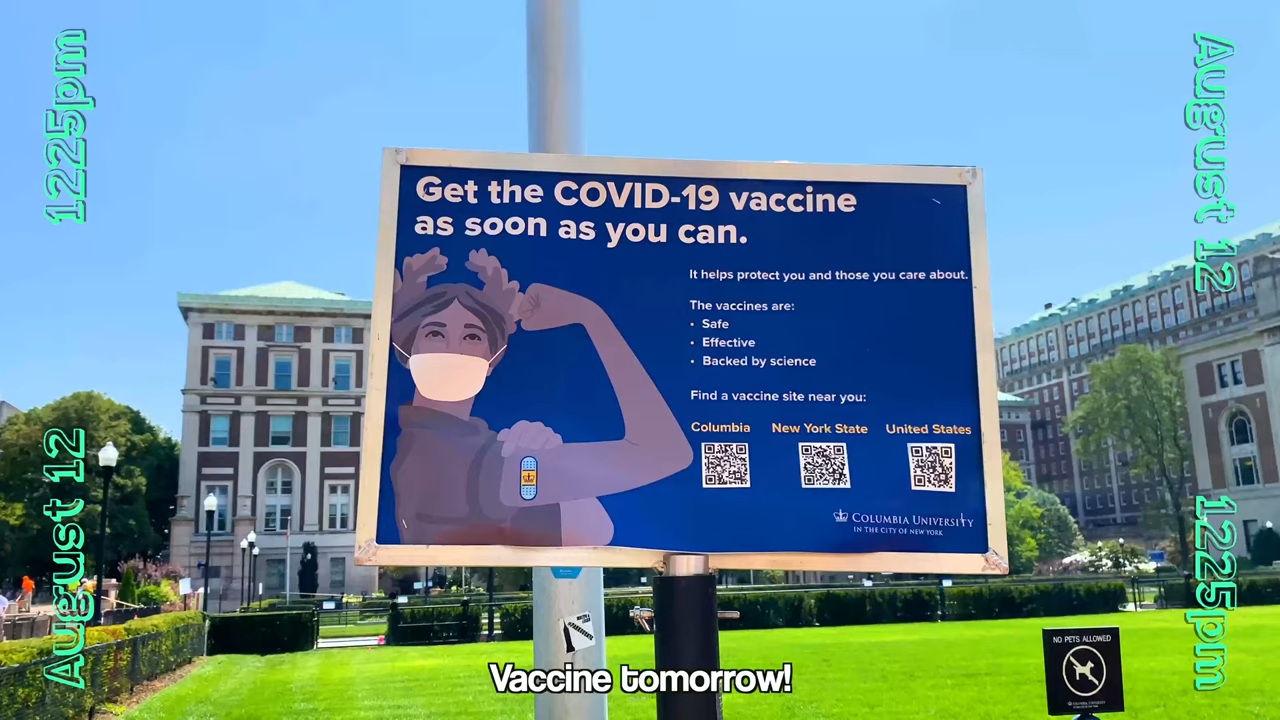 1225pm
August 12
August 12
1225pm
Get the COVID-19 vaccine
as soon as you can.
It helps protect you and those you care about.
The vaccines are:
• Safe
• Effective
• Backed by science
Find a vaccine site near you:
Columbia
New York State
United States
COLUMBIA UNIVERSITY
IN THE CITY OF NEW YORK
NO PETS ALLOWED
Vaccine tomorrow!